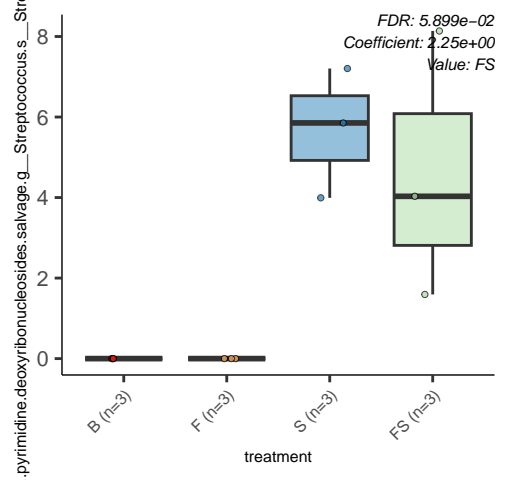 .pyrimidine.deoxyribonucleosides.salvage.g__Streptococcus.s__Stre
FDR: 5.899e−02
Coefficient: 2.25e+00
Value: FS
8
6
4
2
0
B (n=3)
F (n=3)
S (n=3)
FS (n=3)
treatment